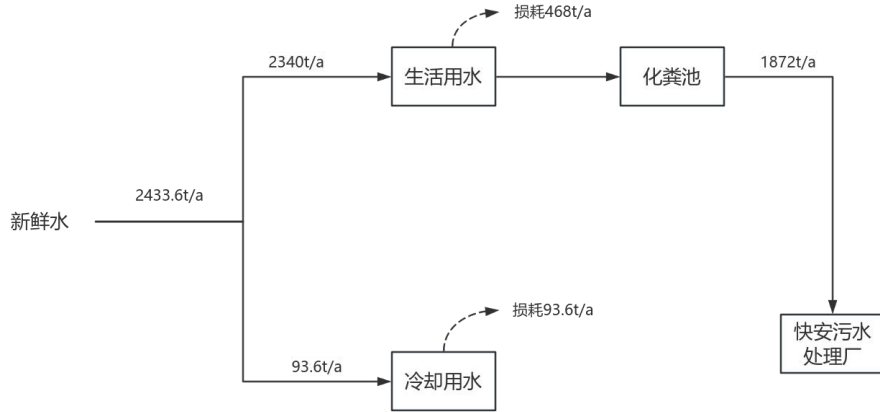 损耗468t/a
2340t/a
生活用水
化粪池
1872t/a
2433.6t/a
新鲜水
损耗93.6t/a
快安污水
处理厂
93.6t/a
冷却用水